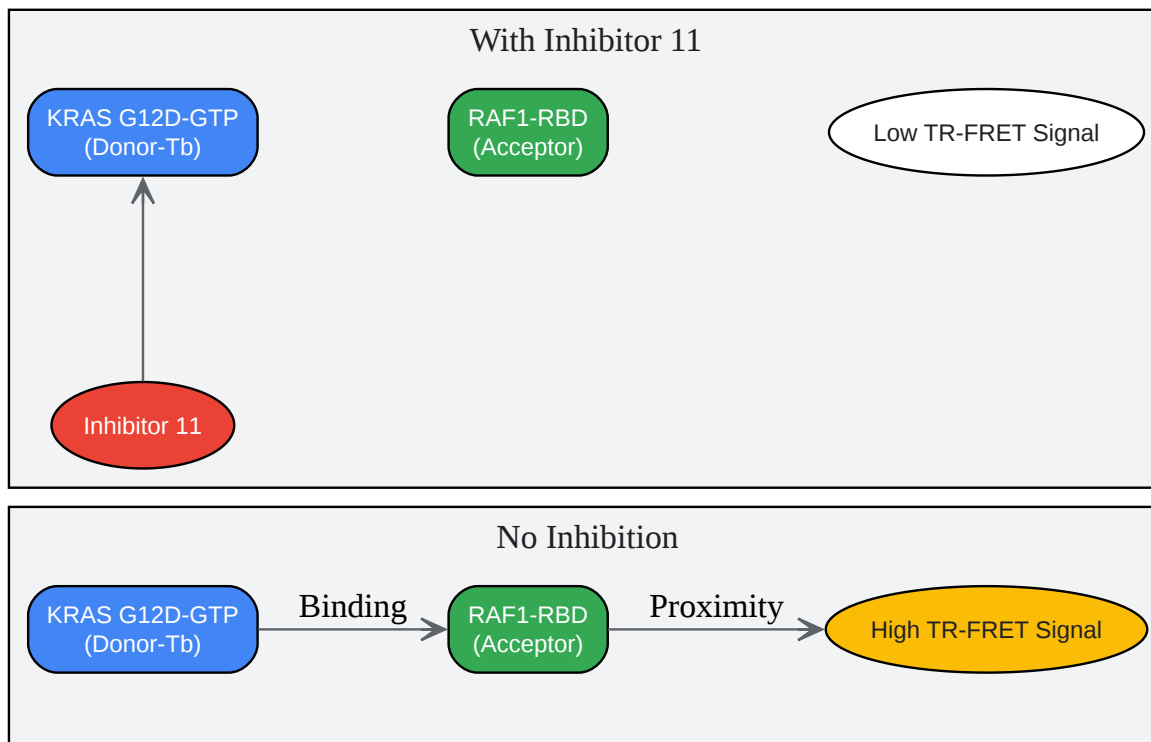 With Inhibitor 11
KRAS G12D-GTP
(Donor-Tb)
RAF1-RBD
(Acceptor)
Low TR-FRET Signal
Inhibitor 11
No Inhibition
KRAS G12D-GTP
(Donor-Tb)
Binding
RAF1-RBD
(Acceptor)
Proximity
High TR-FRET Signal